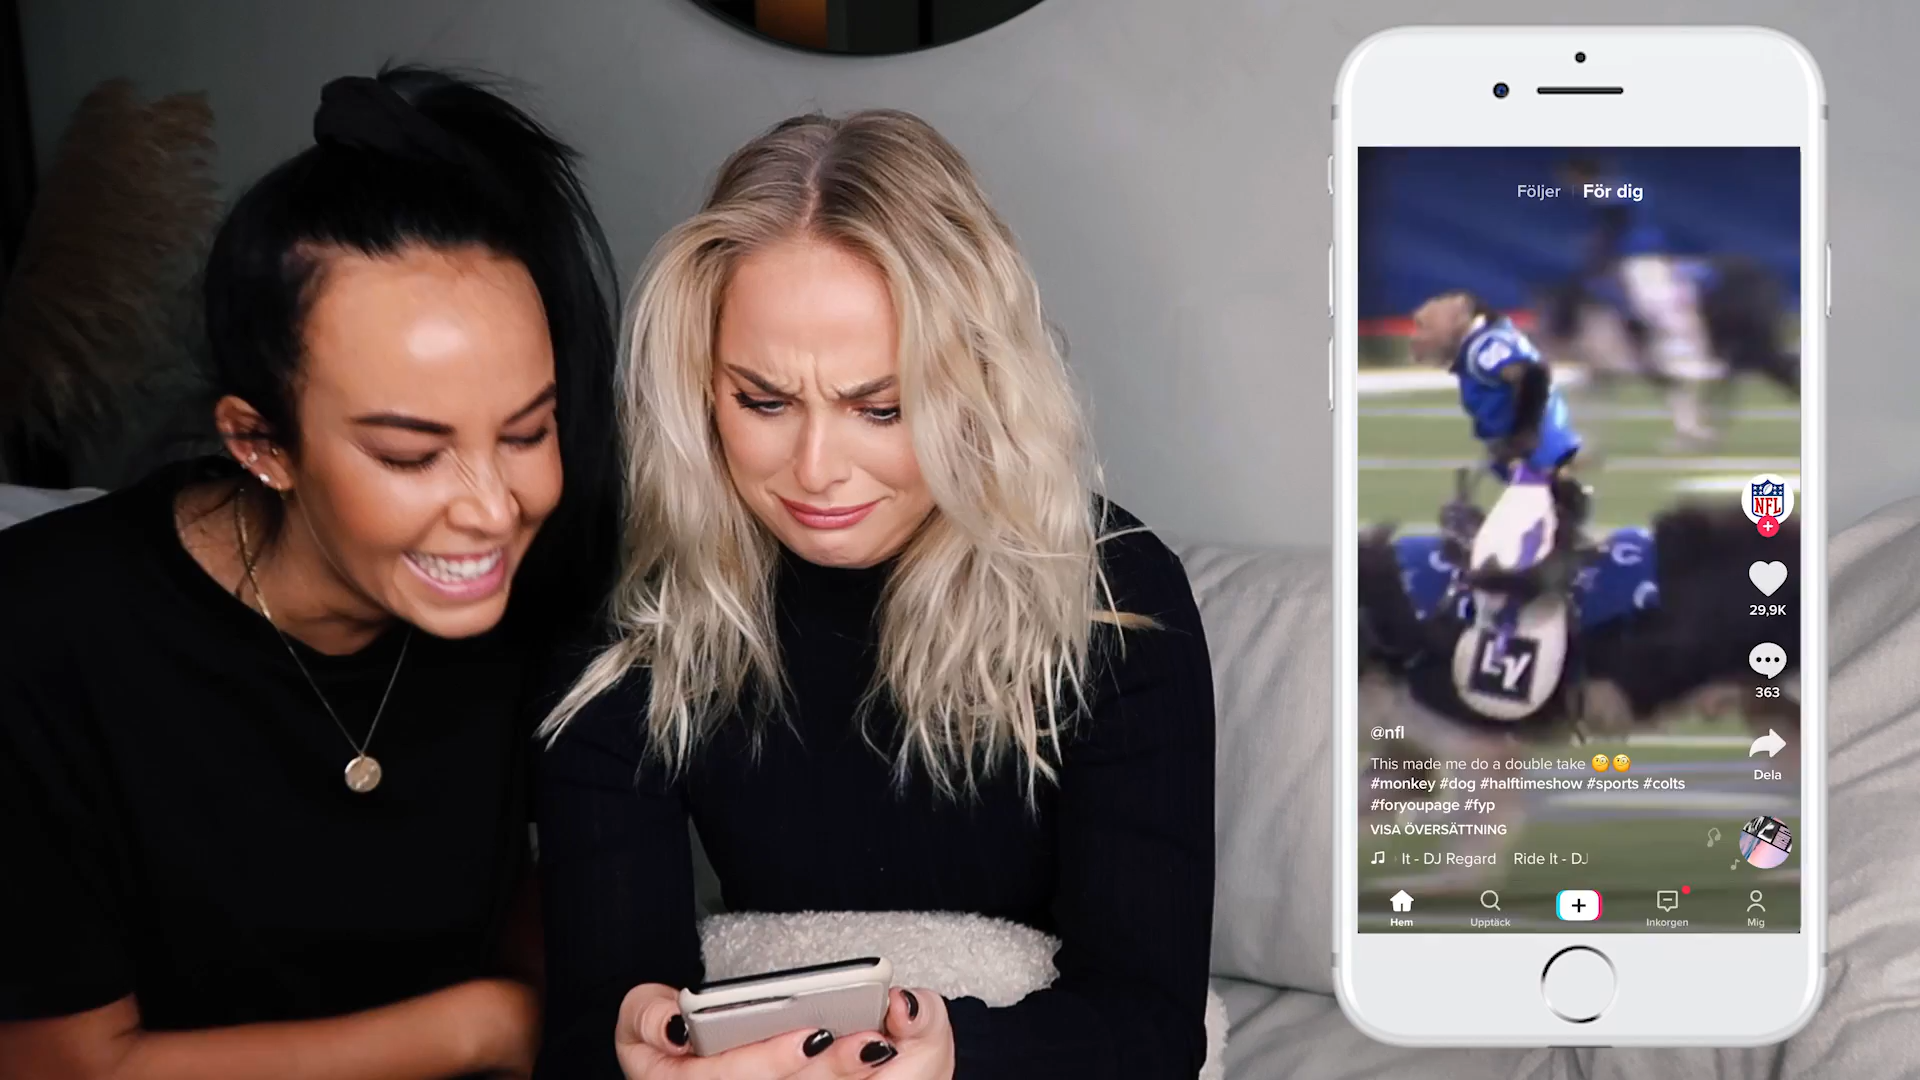 Följer För dig
NFL
29,9K
363
LY
@nfl
This made me do a double take 🧐🧐
Dela
#monkey #dog #halftimeshow #sports #colts
#foryoupage #fyp
VISA ÖVERSÄTTNING
It - DJ Regard Ride It - DJ
Hem Upptäck Inkorgen Mig